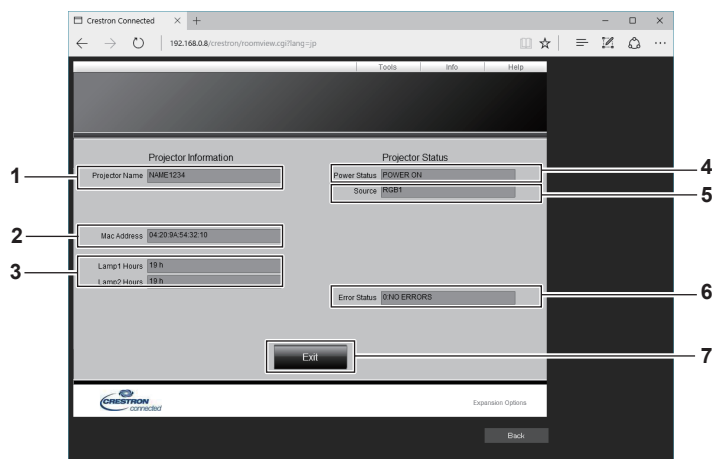 Crestron Connected
192.168.0.8/crestron/roomview.cgi?lang=jp
Tools Info Help
Projector Information Projector Status
1 Projector Name NAME1234 Power Status POWER ON 4
Source RGB1 5
2 Mac Address 04:20:9A:54:32:10
3 Lamp1 Hours 19 h
Lamp2 Hours 19 h
Error Status 0:NO ERRORS 6
Exit 7
CRESTRON
connected
Expansion Options
Back